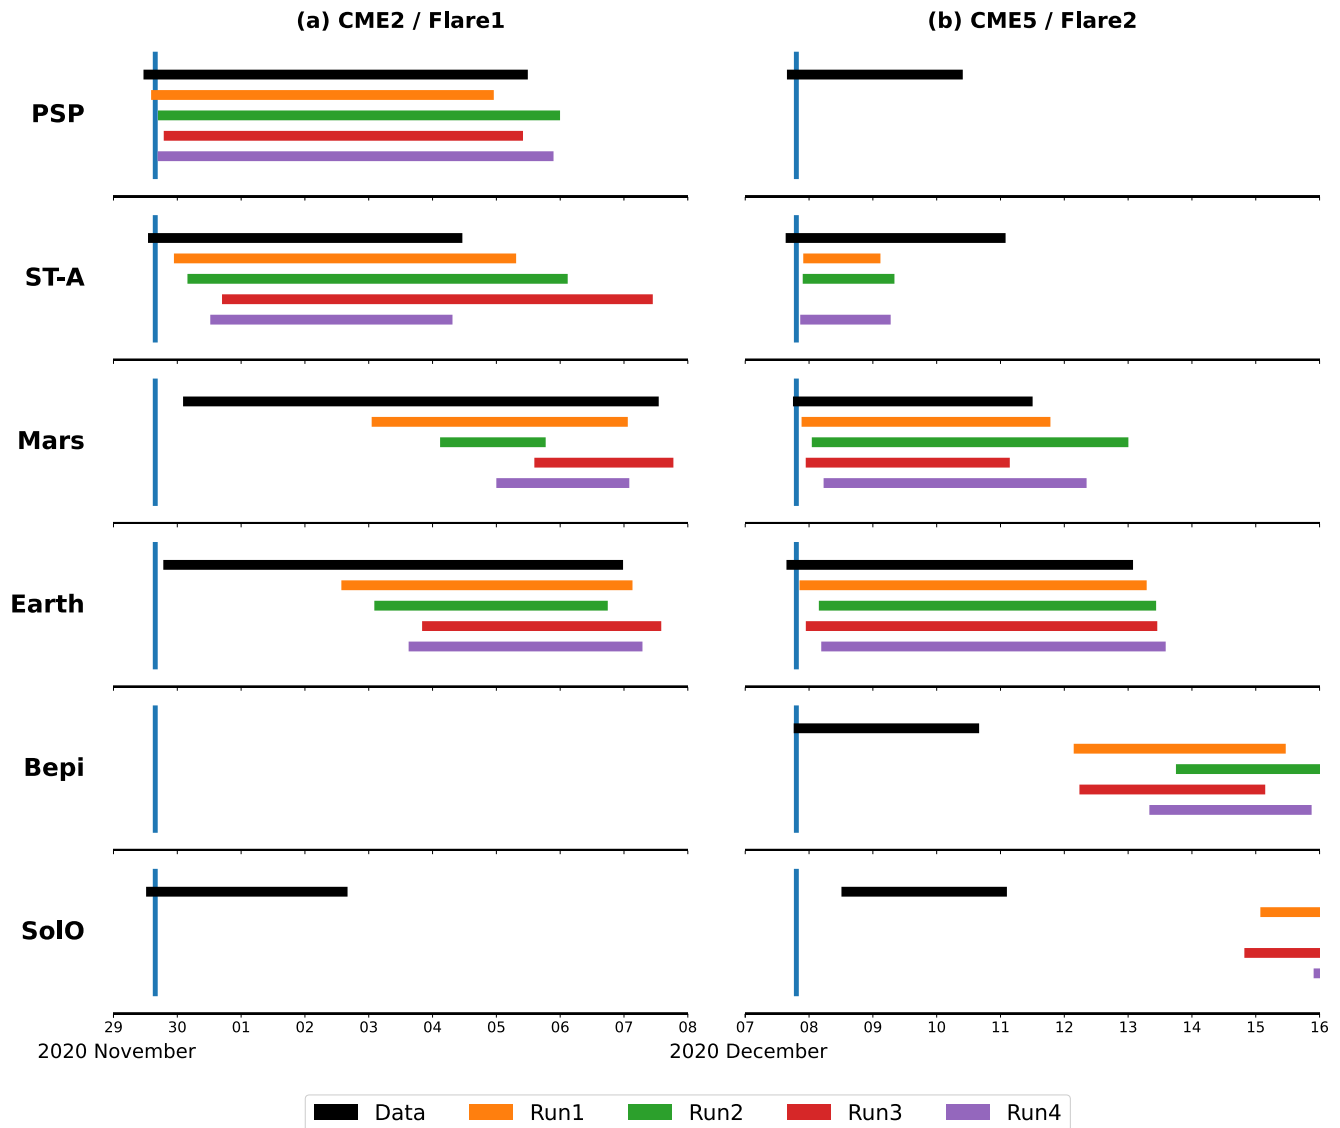 (a) CME2 / Flare1
(b) CME5 / Flare2
PSP
ST-A
Mars
Earth
Bepi
SolO
29 30 01 02 03 04 05 06 07 08
07 08 09 10 11 12 13 14 15 16
2020 November
2020 December
Data Run1 Run2 Run3 Run4